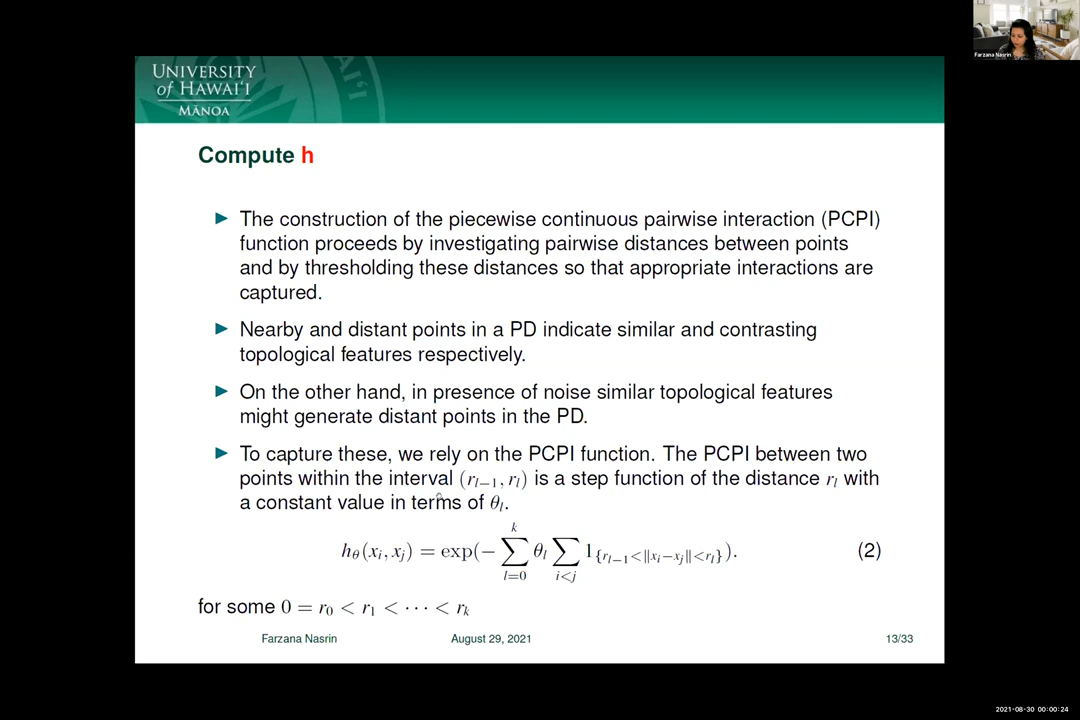 Farzana Nasrin
UNIVERSITY
of HAWAI‘I
MĀNOA
Compute h
▶ The construction of the piecewise continuous pairwise interaction (PCPI)
function proceeds by investigating pairwise distances between points
and by thresholding these distances so that appropriate interactions are
captured.
▶ Nearby and distant points in a PD indicate similar and contrasting
topological features respectively.
▶ On the other hand, in presence of noise similar topological features
might generate distant points in the PD.
▶ To capture these, we rely on the PCPI function. The PCPI between two
points within the interval (r_{l−1}, r_l) is a step function of the distance r_l with
a constant value in terms of θ_l.
h_θ(x_i, x_j) = exp(− ∑_{l=0}^{k} θ_l ∑_{i<j} 1_{{r_{l−1}<‖x_i−x_j‖<r_l}}). (2)
for some 0 = r_0 < r_1 < ⋯ < r_k
Farzana Nasrin August 29, 2021 13/33
2021-08-30 00:00:24